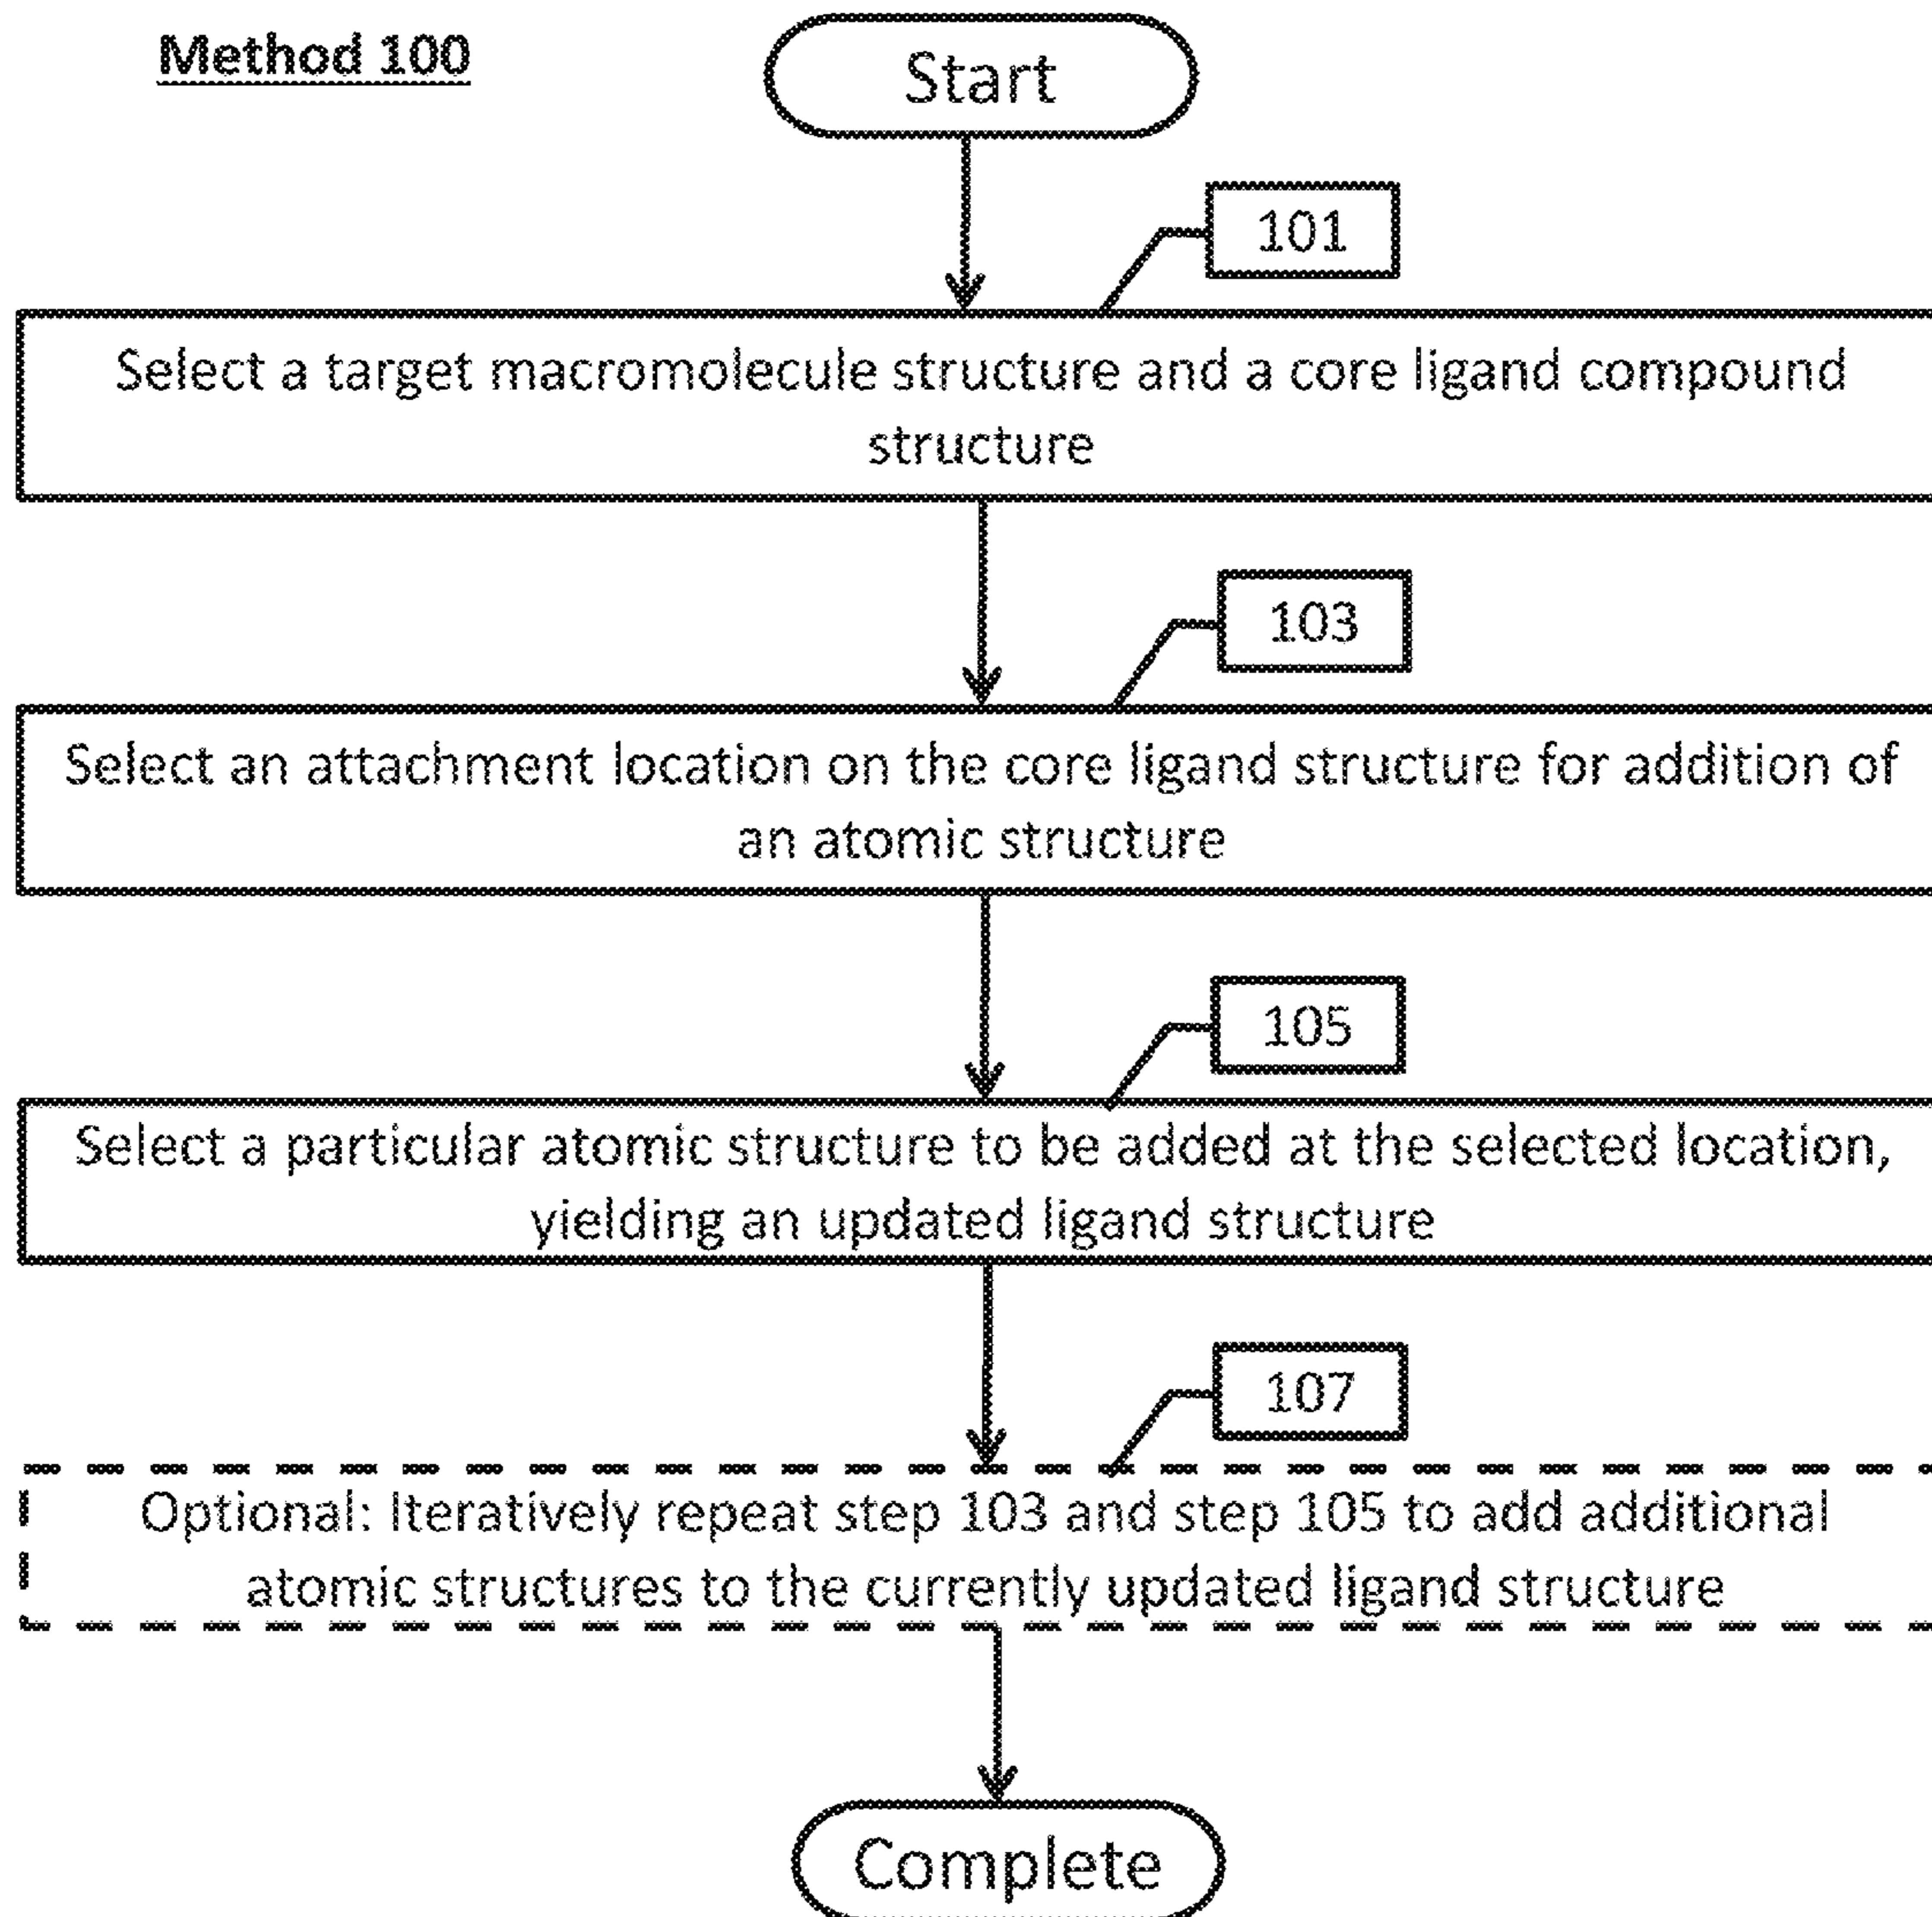 Method 100
Start
101
Select a target macromolecule structure and a core ligand compound
structure
103
Select an attachment location on the core ligand structure for addition of
an atomic structure
105
Select a particular atomic structure to be added at the selected location,
yielding an updated ligand structure
107
Optional: Iteratively repeat step 103 and step 105 to add additional
atomic structures to the currently updated ligand structure
Complete